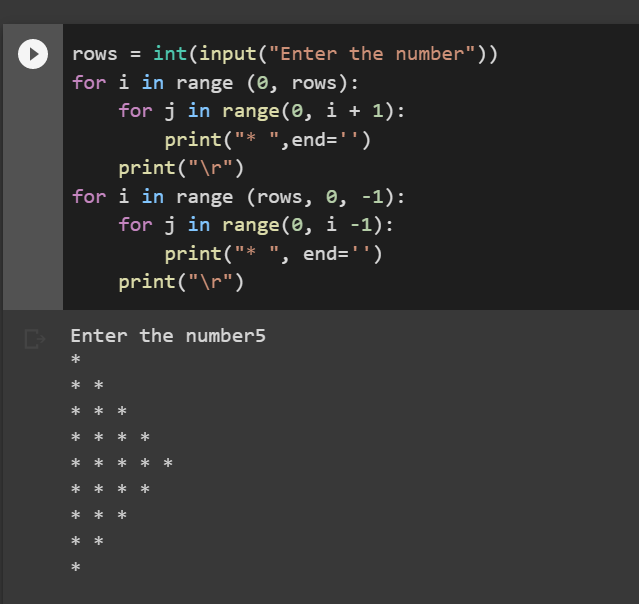 rows = int(input("Enter the number"))
for i in range (0, rows):
    for j in range(0, i + 1):
        print("* ",end='')
    print("\r")
for i in range (rows, 0, -1):
    for j in range(0, i -1):
        print("* ", end='')
    print("\r")
Enter the number5
*
* *
* * *
* * * *
* * * * *
* * * *
* * *
* *
*